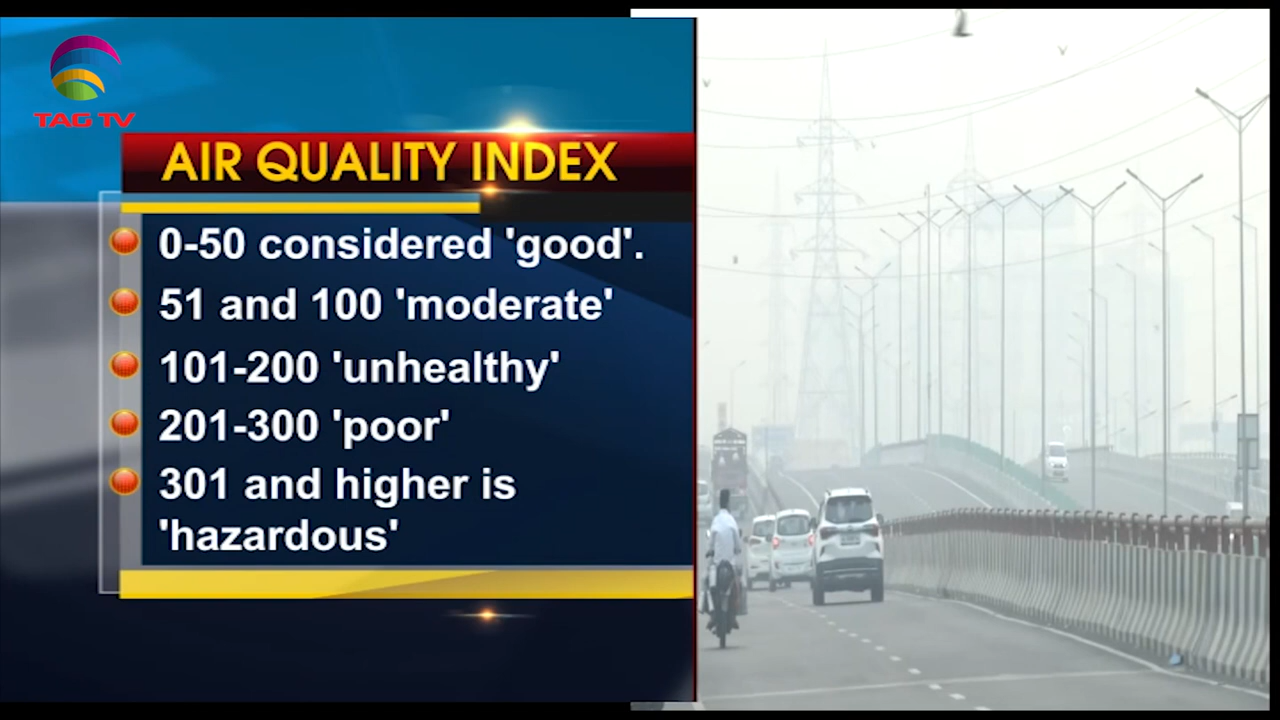 TAG TV
AIR QUALITY INDEX
0-50 considered 'good'.
51 and 100 'moderate'
101-200 'unhealthy'
201-300 'poor'
301 and higher is
'hazardous'